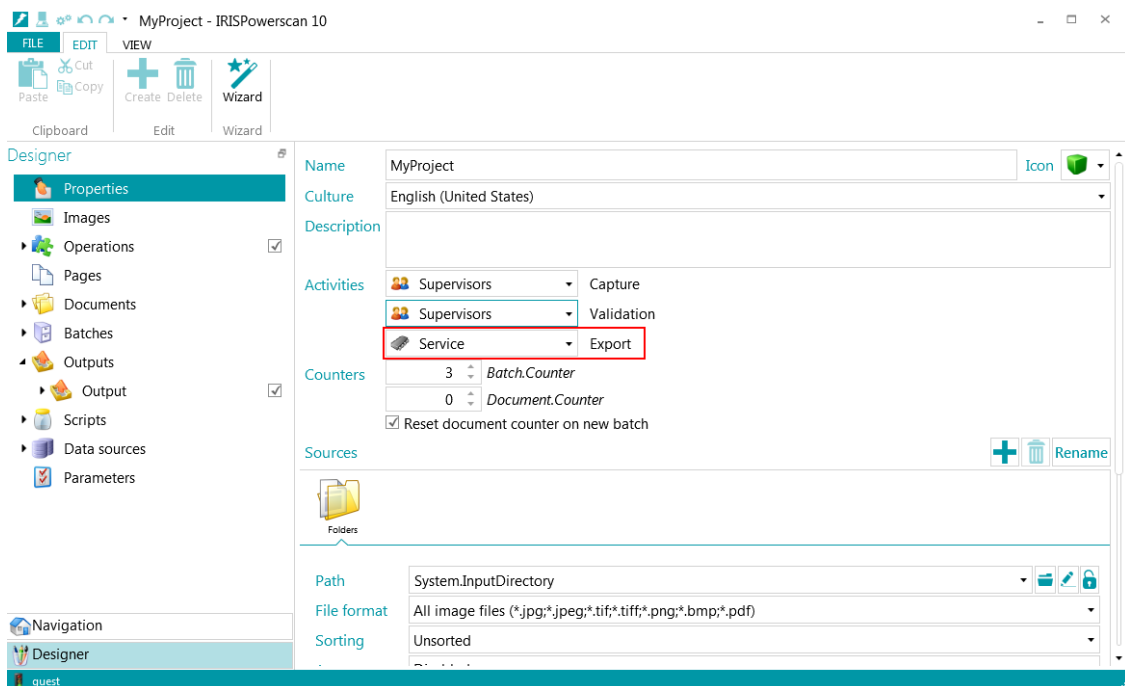 MyProject - IRISPowerscan 10
FILE EDIT VIEW
Paste Cut Copy Create Delete Wizard
Clipboard Edit Wizard
Designer
Properties
Images
Operations
Pages
Documents
Batches
Outputs
Output
Scripts
Data sources
Parameters
Navigation
Designer
guest
Name MyProject Icon
Culture English (United States)
Description
Activities Supervisors Capture
Supervisors Validation
Service Export
Counters 3 Batch.Counter
0 Document.Counter
Reset document counter on new batch
Sources Rename
Folders
Path System.InputDirectory
File format All image files (*.jpg;*.jpeg;*.tif;*.tiff;*.png;*.bmp;*.pdf)
Sorting Unsorted